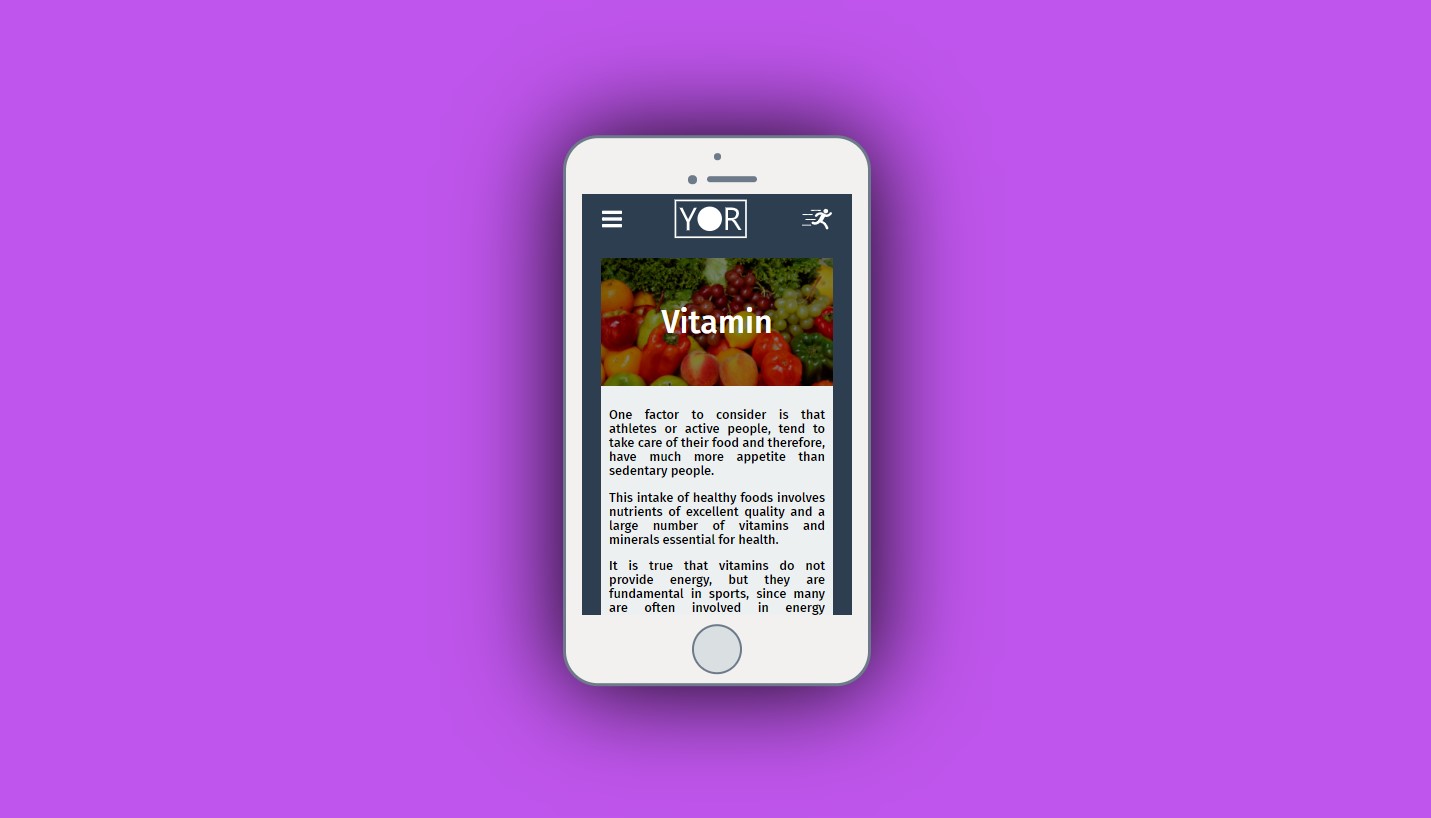 YOR
Vitamin
One factor to consider is that
athletes or active people, tend to
take care of their food and therefore,
have much more appetite than
sedentary people.
This intake of healthy foods involves
nutrients of excellent quality and a
large number of vitamins and
minerals essential for health.
It is true that vitamins do not
provide energy, but they are
fundamental in sports, since many
are often involved in energy